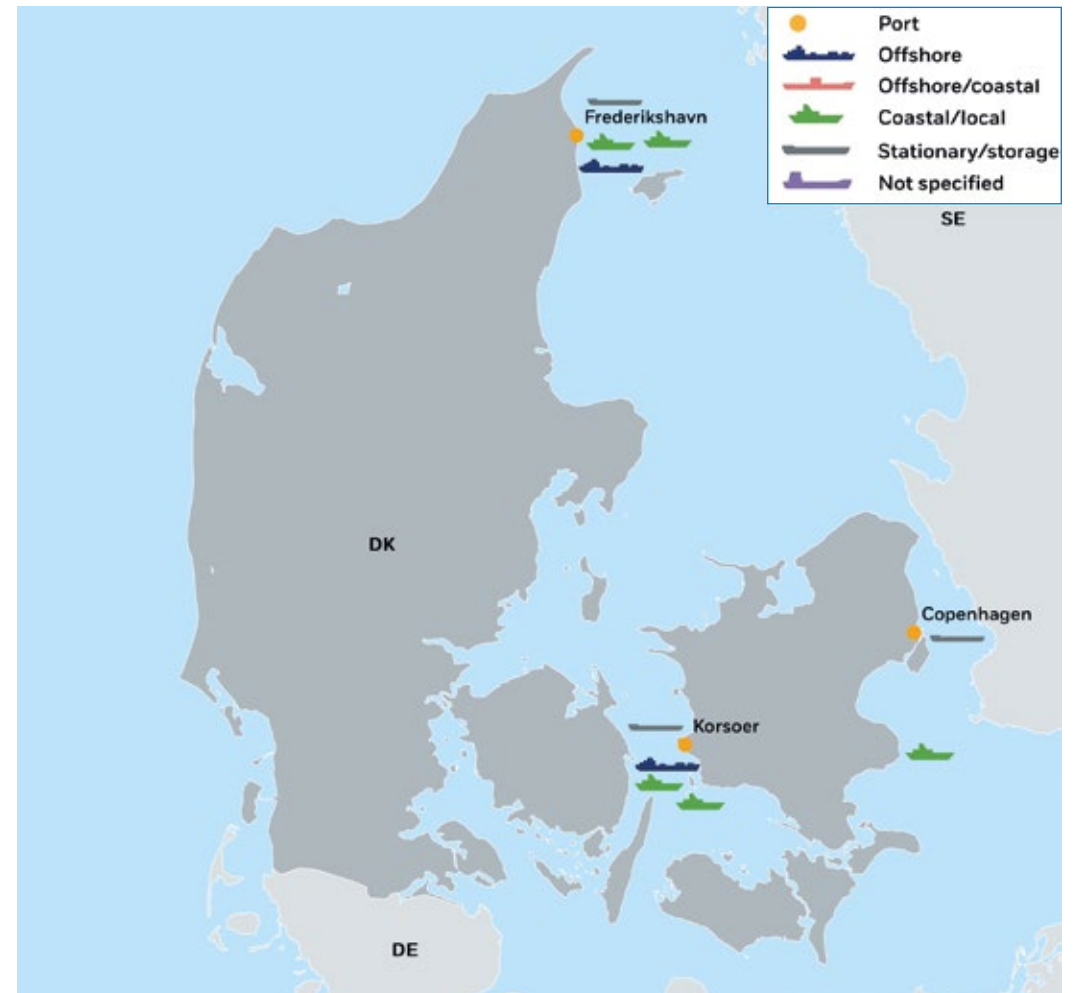 Port
Offshore
Offshore/coastal
Coastal/local
Stationary/storage
Not specified
Frederikshavn
SE
DK
Copenhagen
Korsoer
DE